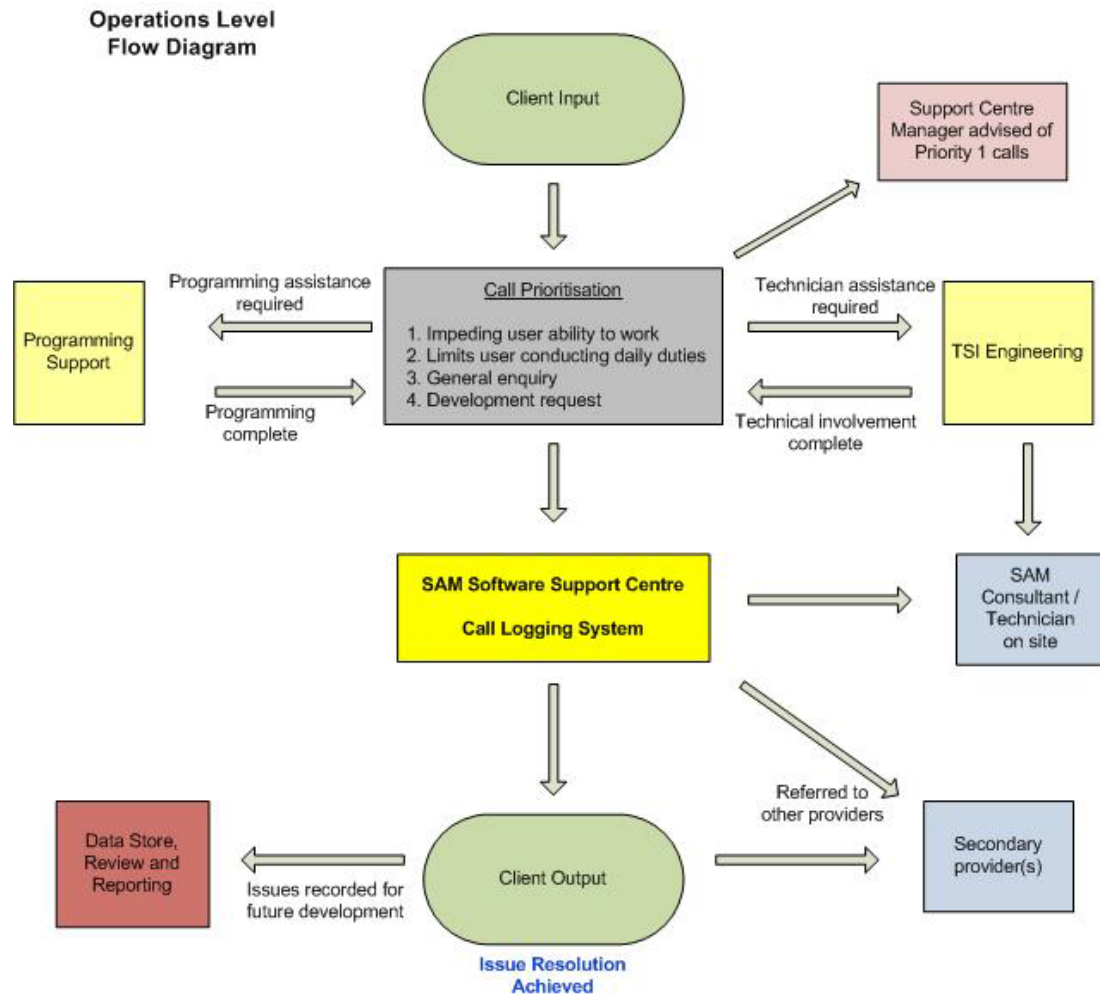 Operations Level
Flow Diagram
Client Input
Support Centre
Manager advised of
Priority 1 calls
Programming assistance
required
Call Prioritisation
1. Impeding user ability to work
2. Limits user conducting daily duties
3. General enquiry
4. Development request
Technician assistance
required
Programming
Support
TSI Engineering
Programming
complete
Technical involvement
complete
SAM Software Support Centre
Call Logging System
SAM
Consultant /
Technician
on site
Referred to
other providers
Data Store,
Review and
Reporting
Issues recorded for
future development
Client Output
Secondary
provider(s)
Issue Resolution
Achieved